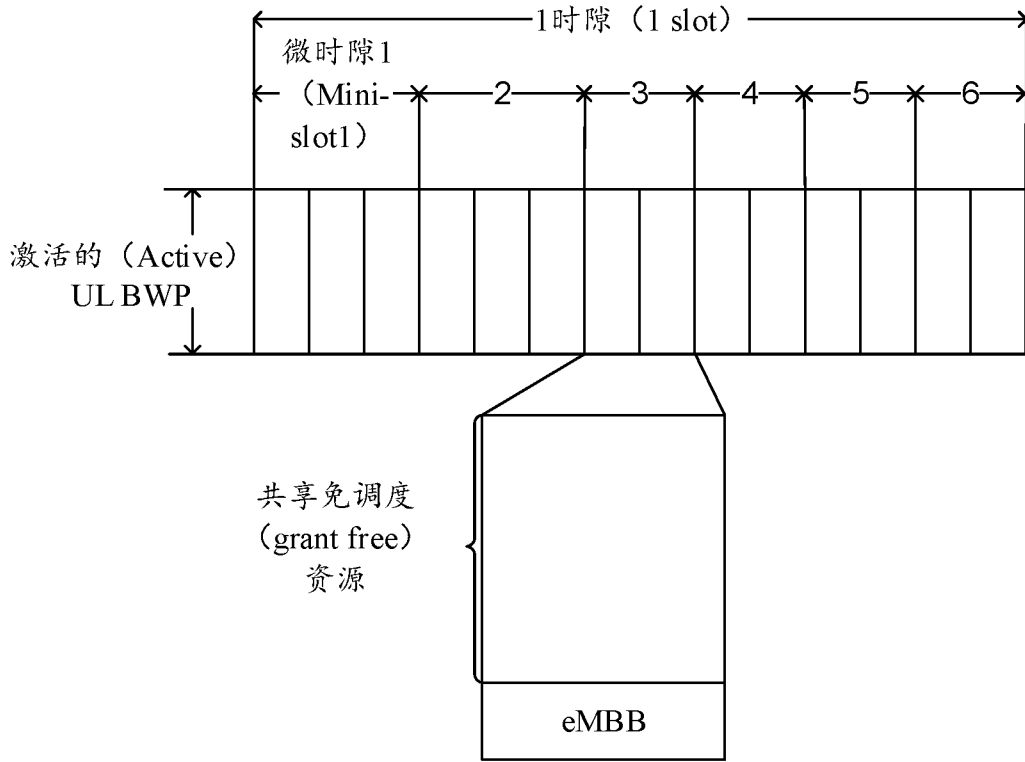 1时隙（1 slot）
微时隙1
（Mini-
slot1）
2
3
4
5
6
激活的（Active）
UL BWP
共享免调度
（grant free）
资源
eMBB